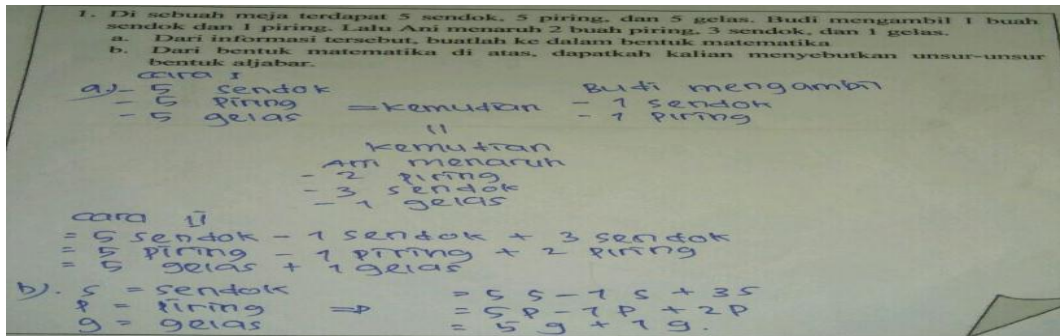 1. Di sebuah meja terdapat 5 sendok, 5 piring, dan 5 gelas. Budi mengambil 1 buah
sendok dan 1 piring. Lalu Ani menaruh 2 buah piring, 3 sendok, dan 1 gelas.
a. Dari informasi tersebut, buatlah ke dalam bentuk matematika
b. Dari bentuk matematika di atas, dapatkah kalian menyebutkan unsur-unsur
bentuk aljabar.
cara I
a) - 5 sendok
- 5 Piring
- 5 gelas
= kemudian
Budi mengambil
- 1 sendok
- 1 Piring
=
kemudian
Ani menaruh
- 2 piring
- 3 sendok
- 1 gelas
cara II
= 5 sendok - 1 sendok + 3 sendok
= 5 piring - 1 piring + 2 piring
= 5 gelas + 1 gelas
b). s = sendok
p = piring
g = gelas
⇒
= 5 s - 1 s + 3 s
= 5 p - 1 p + 2 p
= 5 g + 1 g.